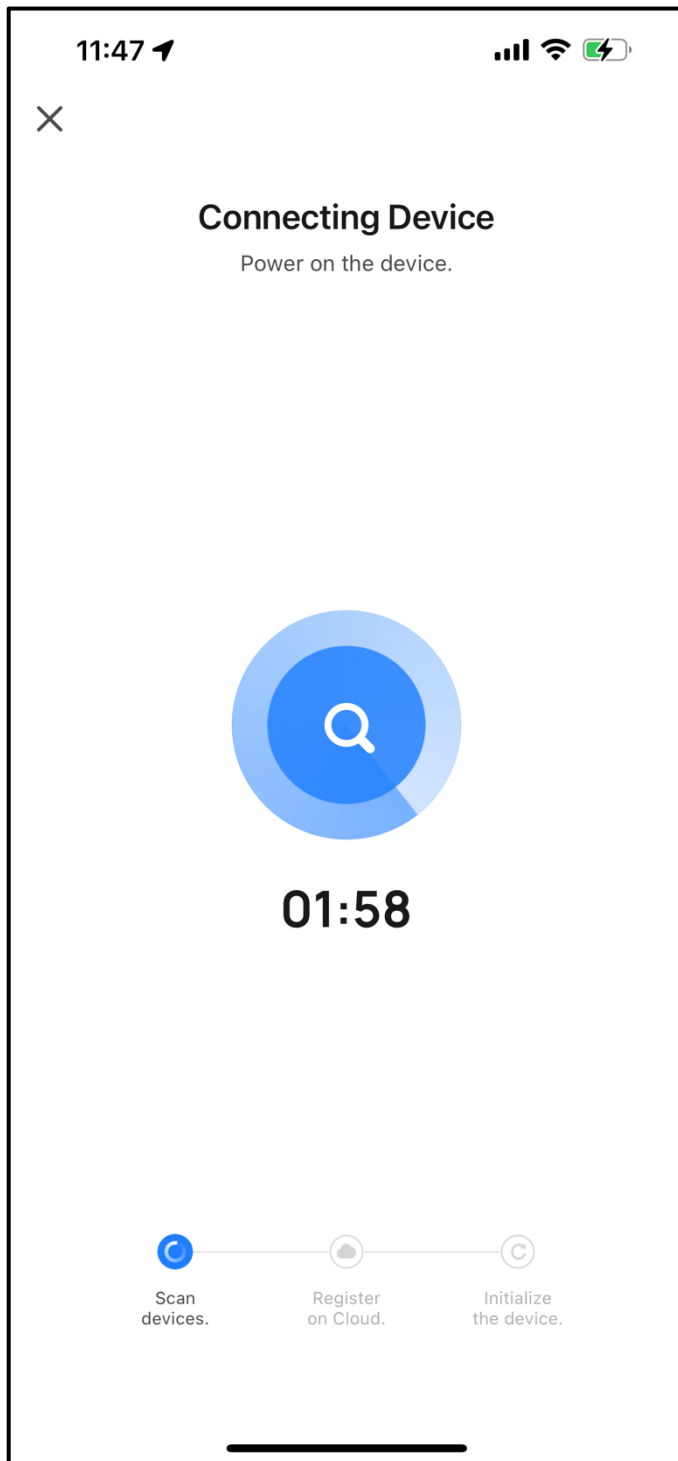 11:47
Connecting Device
Power on the device.
01:58
Scan
devices.
Register
on Cloud.
Initialize
the device.